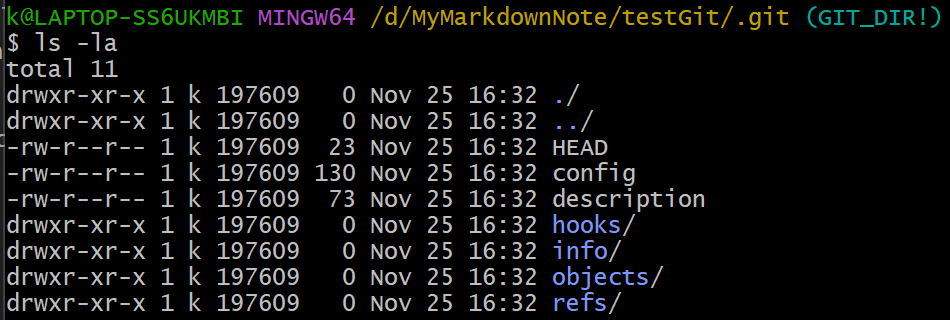 k@LAPTOP-SS6UKMBI MINGW64 /d/MyMarkdownNote/testGit/.git (GIT_DIR!)
$ ls -la
total 11
drwxr-xr-x 1 k 197609   0 Nov 25 16:32 ./
drwxr-xr-x 1 k 197609   0 Nov 25 16:32 ../
-rw-r--r-- 1 k 197609  23 Nov 25 16:32 HEAD
-rw-r--r-- 1 k 197609 130 Nov 25 16:32 config
-rw-r--r-- 1 k 197609  73 Nov 25 16:32 description
drwxr-xr-x 1 k 197609   0 Nov 25 16:32 hooks/
drwxr-xr-x 1 k 197609   0 Nov 25 16:32 info/
drwxr-xr-x 1 k 197609   0 Nov 25 16:32 objects/
drwxr-xr-x 1 k 197609   0 Nov 25 16:32 refs/